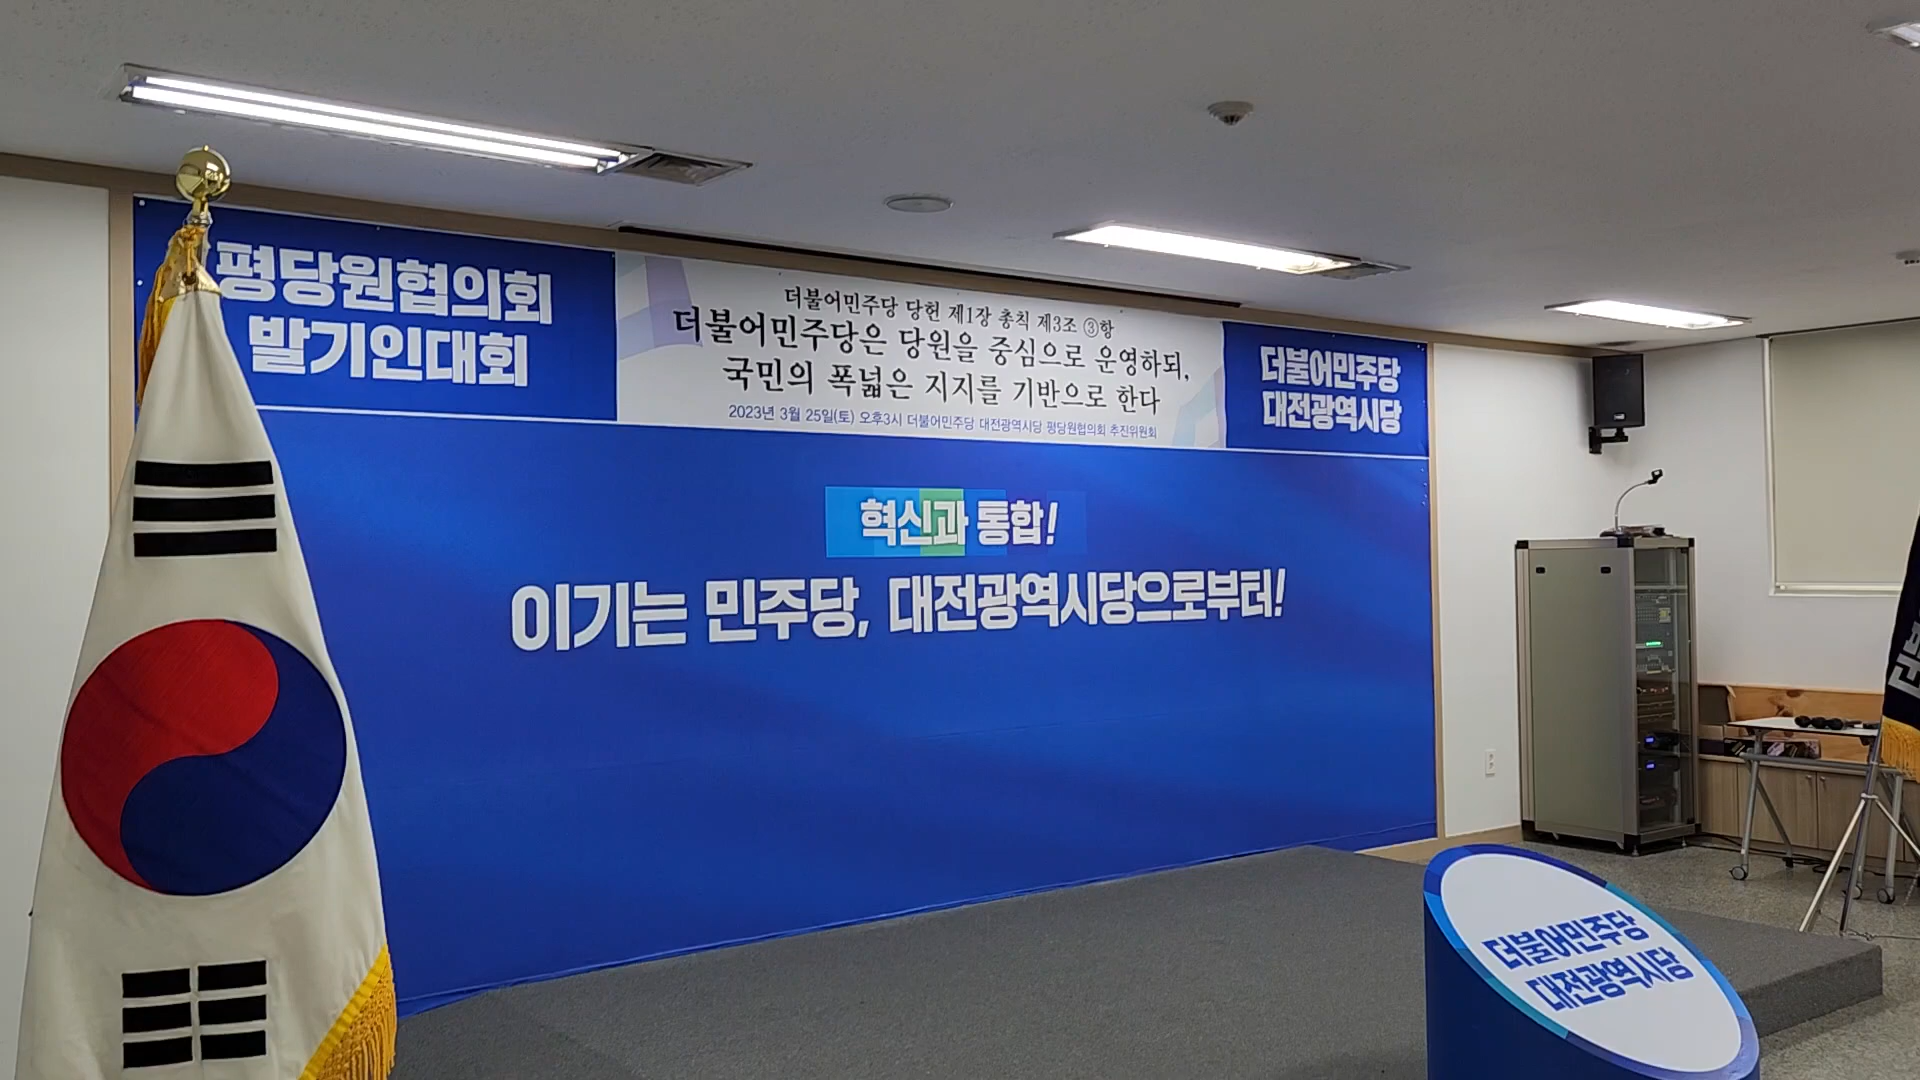 평당원협의회
발기인대회
더불어민주당 당헌 제1장 총칙 제3조 ③항
더불어민주당은 당원을 중심으로 운영하되,
국민의 폭넓은 지지를 기반으로 한다
2023년 3월 25일(토) 오후3시 더불어민주당 대전광역시당 평당원협의회 추진위원회
더불어민주당
대전광역시당
혁신과 통합!
이기는 민주당, 대전광역시당으로부터!
더불어민주당
대전광역시당